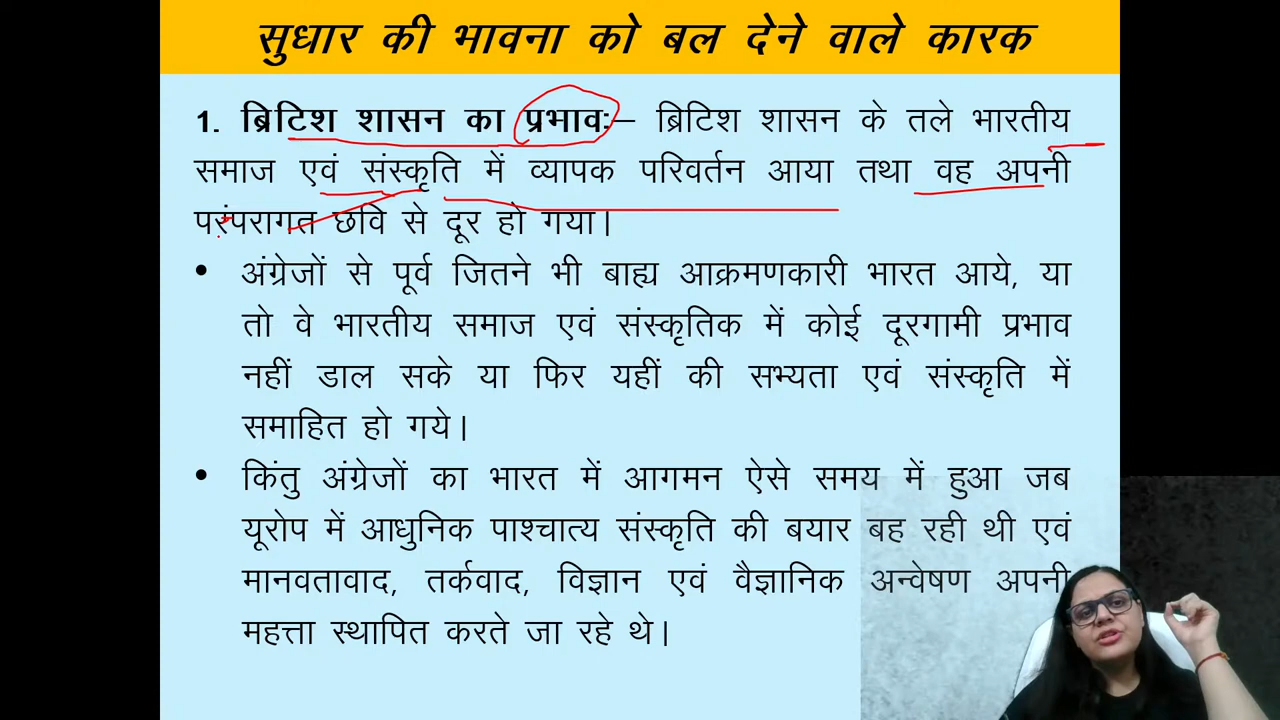 सुधार की भावना को बल देने वाले कारक
1. ब्रिटिश शासन का प्रभावः– ब्रिटिश शासन के तले भारतीय
समाज एवं संस्कृति में व्यापक परिवर्तन आया तथा वह अपनी
परंपरागत छवि से दूर हो गया।
• अंग्रेजों से पूर्व जितने भी बाह्य आक्रमणकारी भारत आये, या
तो वे भारतीय समाज एवं संस्कृतिक में कोई दूरगामी प्रभाव
नहीं डाल सके या फिर यहीं की सभ्यता एवं संस्कृति में
समाहित हो गये।
• किंतु अंग्रेजों का भारत में आगमन ऐसे समय में हुआ जब
यूरोप में आधुनिक पाश्चात्य संस्कृति की बयार बह रही थी एवं
मानवतावाद, तर्कवाद, विज्ञान एवं वैज्ञानिक अन्वेषण अपनी
महत्ता स्थापित करते जा रहे थे।